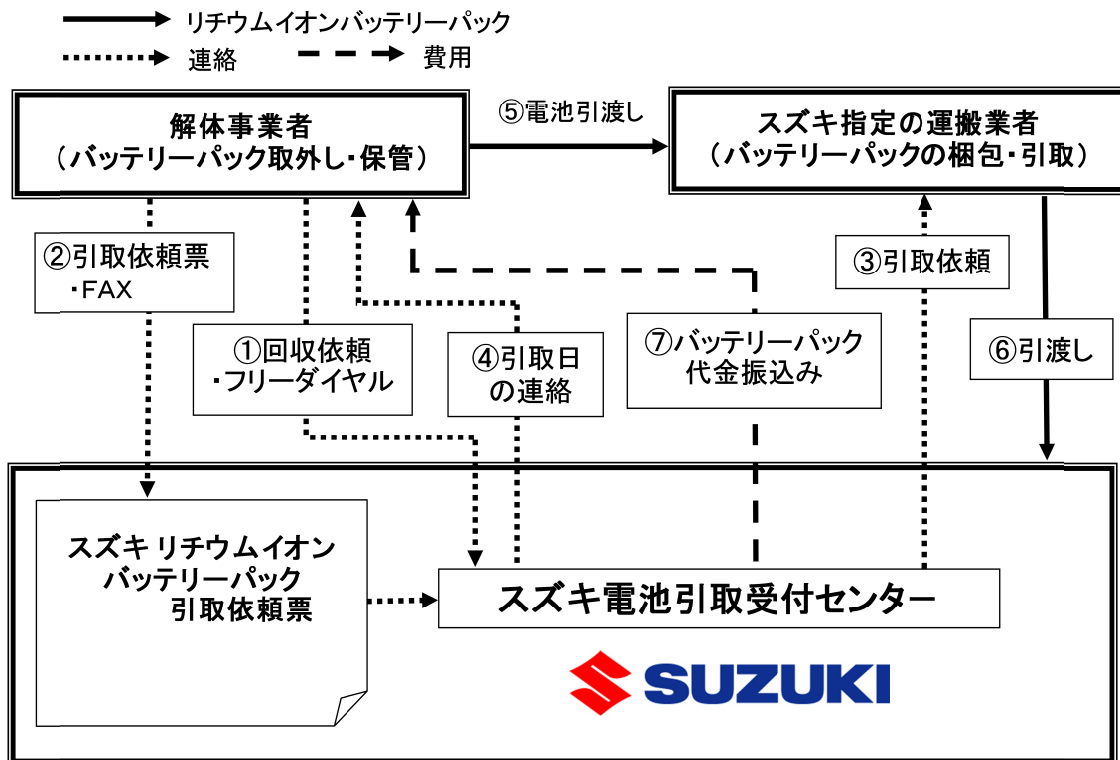 リチウムイオンバッテリーパック
連絡
費用
解体事業者
（バッテリーパック取外し・保管）
⑤電池引渡し
スズキ指定の運搬業者
（バッテリーパックの梱包・引取）
②引取依頼票
・FAX
①回収依頼
・フリーダイヤル
④引取日
の連絡
⑦バッテリーパック
代金振込み
③引取依頼
⑥引渡し
スズキ リチウムイオン
バッテリーパック
引取依頼票
スズキ電池引取受付センター
SUZUKI